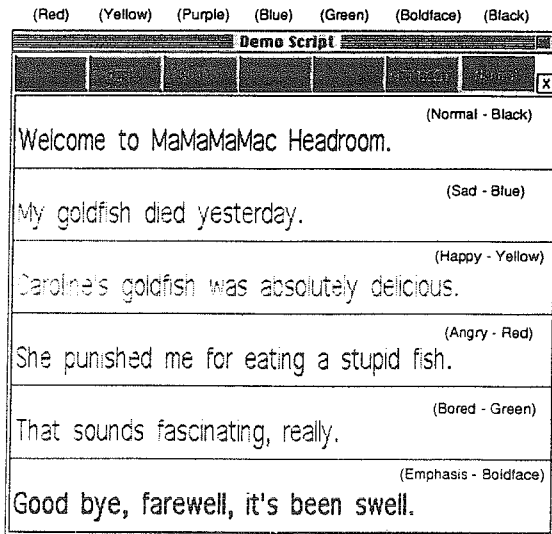 (Red) (Yellow) (Purple) (Blue) (Green) (Boldface) (Black)
Demo Script
X
(Normal - Black)
Welcome to MaMaMaMac Headroom.
(Sad - Blue)
My goldfish died yesterday.
(Happy - Yellow)
Caroline's goldfish was absolutely delicious.
(Angry - Red)
She punished me for eating a stupid fish.
(Bored - Green)
That sounds fascinating, really.
(Emphasis - Boldface)
Good bye, farewell, it's been swell.